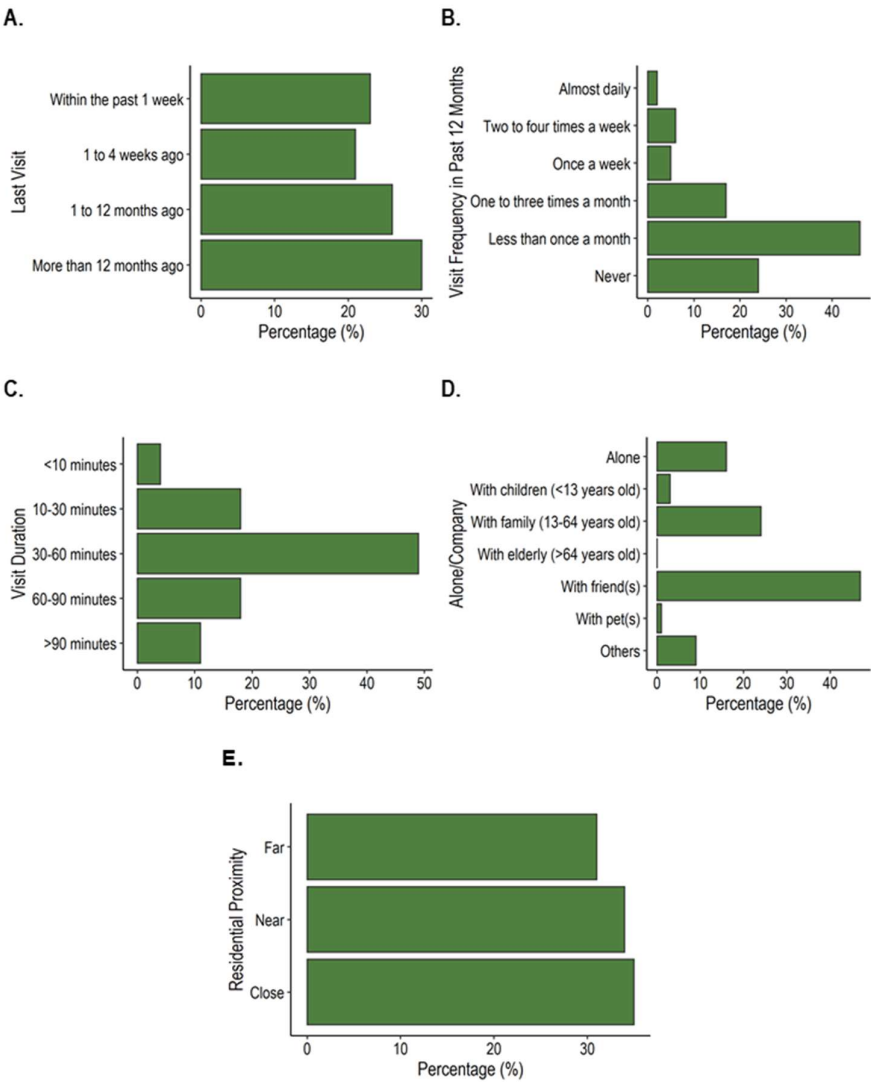 A.
Last Visit
Within the past 1 week
1 to 4 weeks ago
1 to 12 months ago
More than 12 months ago
0 10 20 30
Percentage (%)
B.
Visit Frequency in Past 12 Months
Almost daily
Two to four times a week
Once a week
One to three times a month
Less than once a month
Never
0 10 20 30 40
Percentage (%)
C.
Visit Duration
<10 minutes
10-30 minutes
30-60 minutes
60-90 minutes
>90 minutes
0 10 20 30 40 50
Percentage (%)
D.
Alone/Company
Alone
With children (<13 years old)
With family (13-64 years old)
With elderly (>64 years old)
With friend(s)
With pet(s)
Others
0 10 20 30 40
Percentage (%)
E.
Residential Proximity
Far
Near
Close
0 10 20 30
Percentage (%)